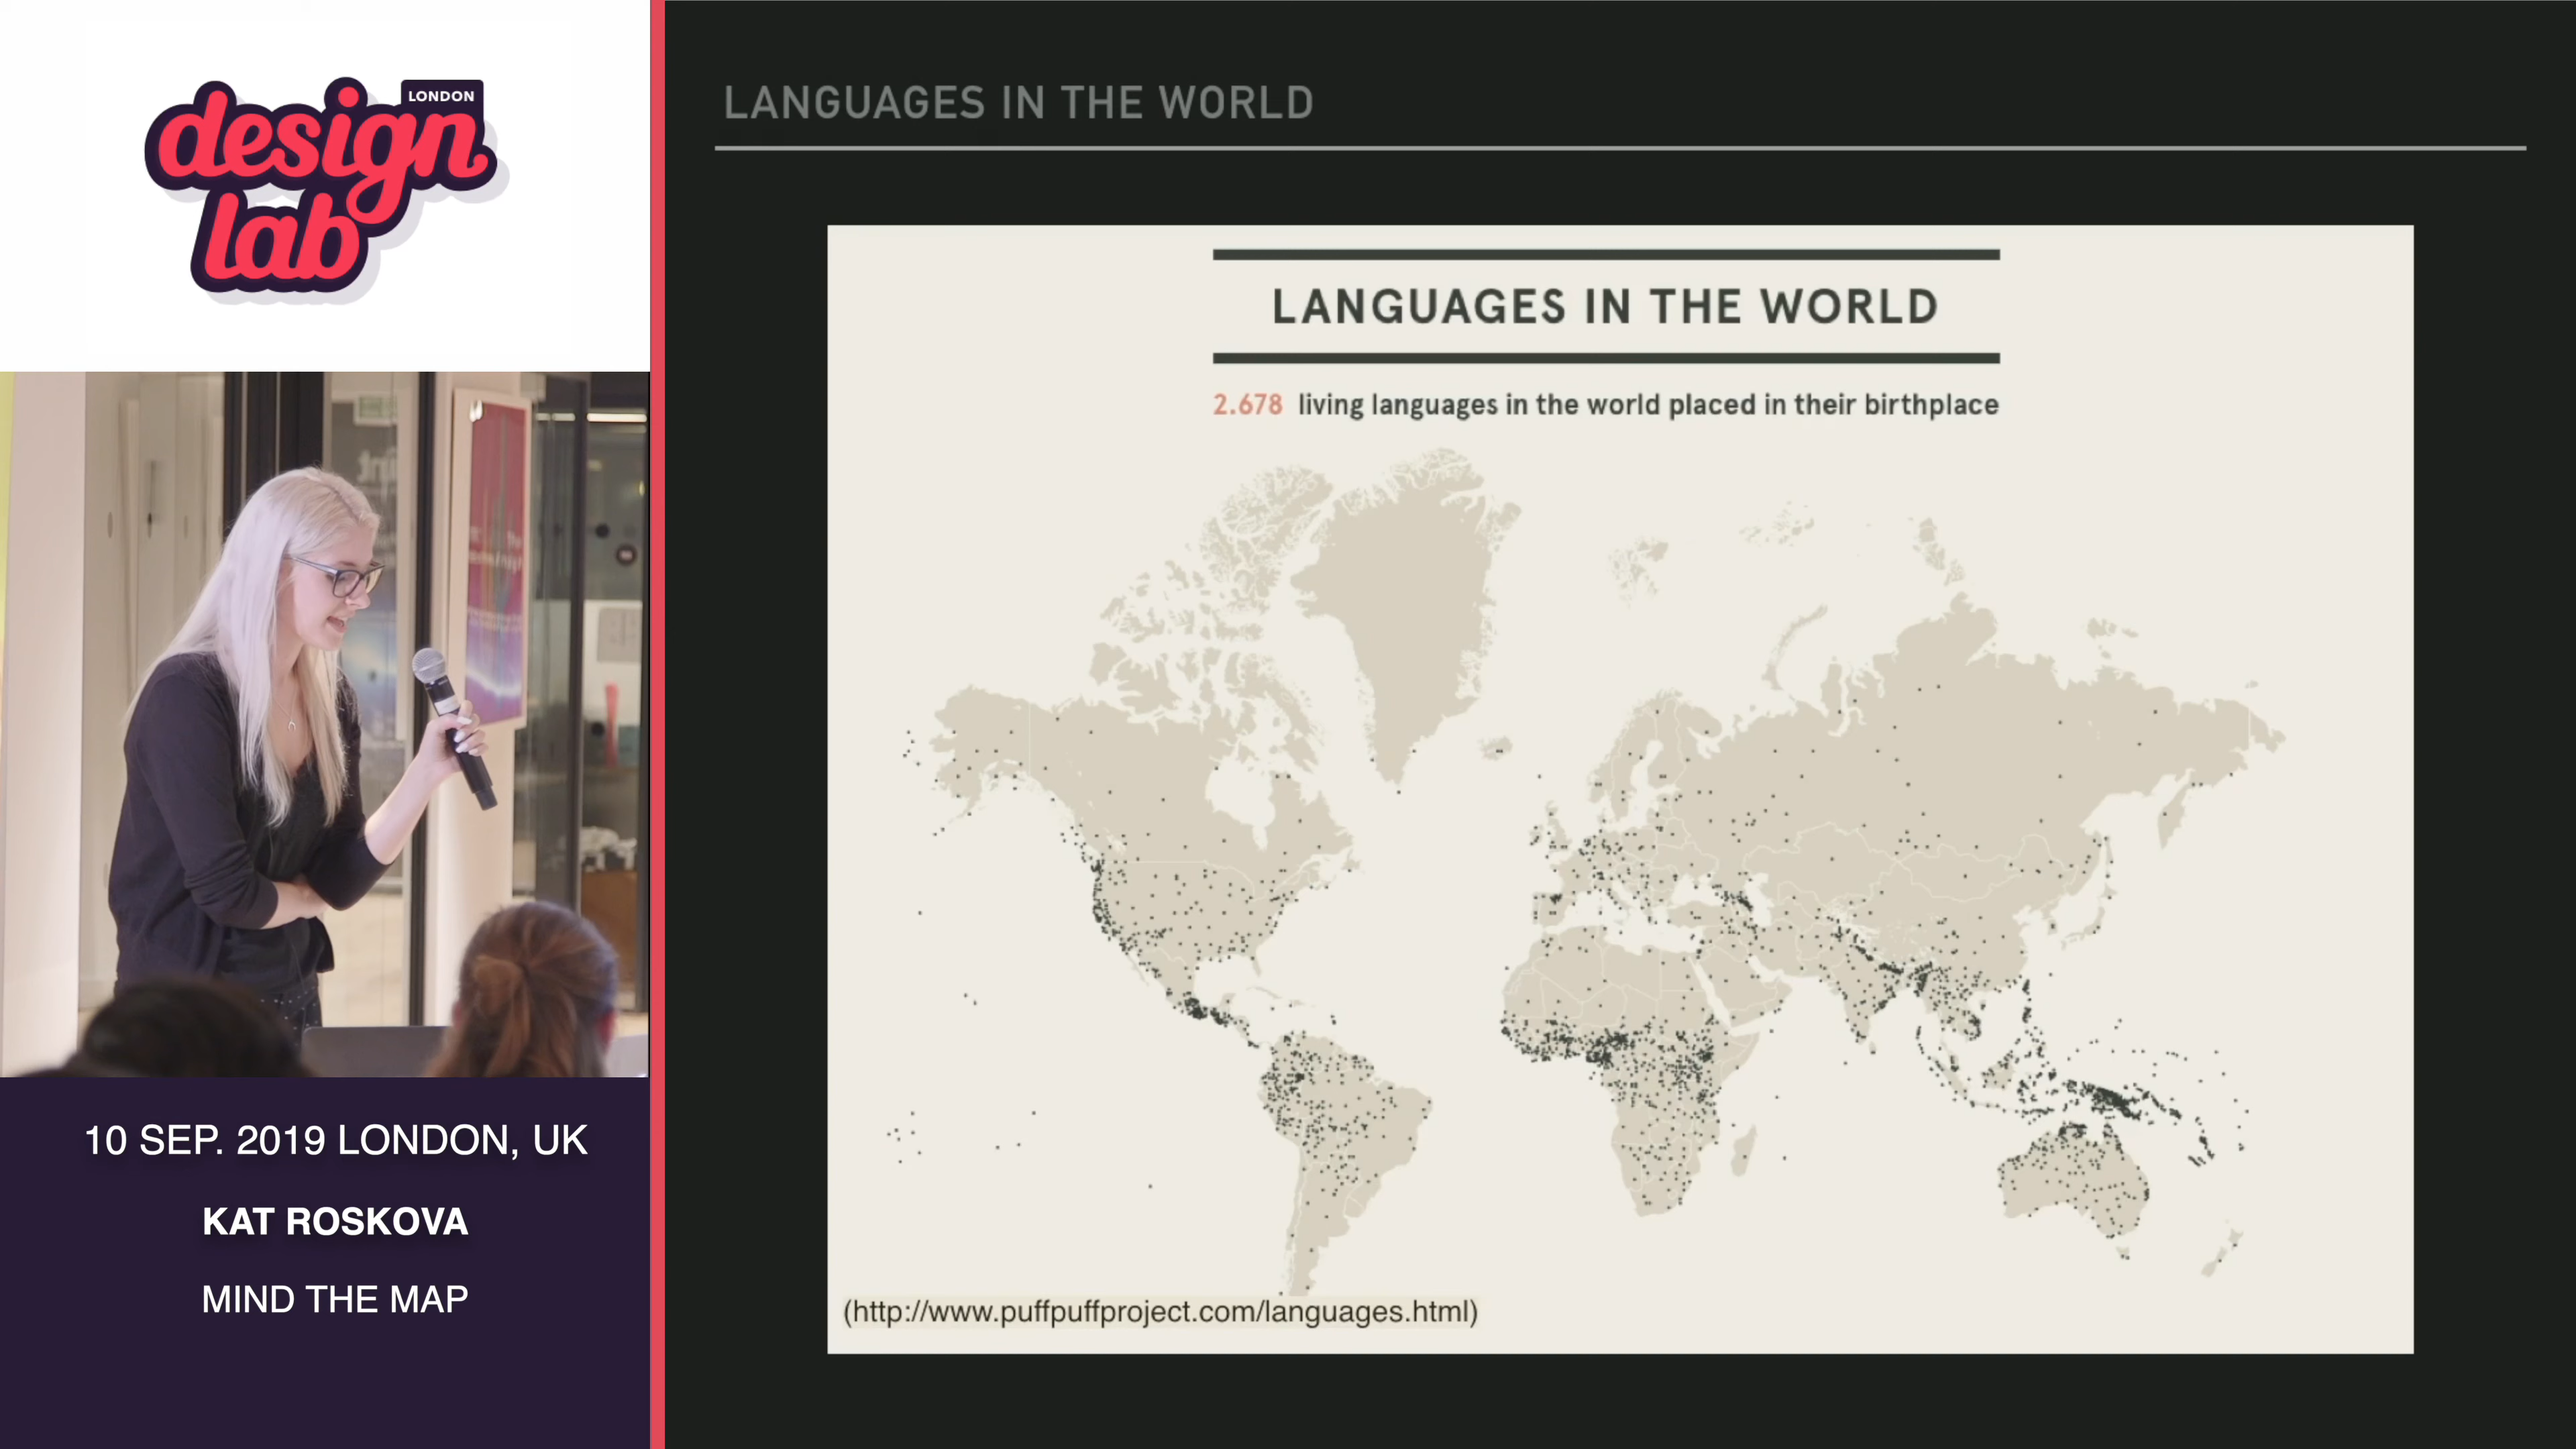 LONDON
design
lab
10 SEP. 2019 LONDON, UK
KAT ROSKOVA
MIND THE MAP
LANGUAGES IN THE WORLD
LANGUAGES IN THE WORLD
2.678 living languages in the world placed in their birthplace
(http://www.puffpuffproject.com/languages.html)